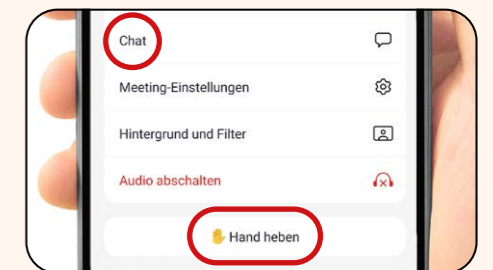 Chat
Meeting-Einstellungen
Hintergrund und Filter
Audio abschalten
✋ Hand heben